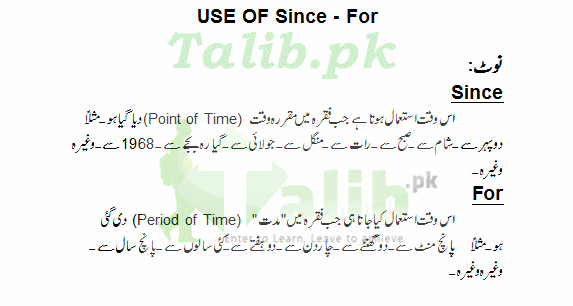 USE OF Since - For
Talib.pk
نوٹ:
Since
اس وقت استعمال ہوتا ہے جب فقرہ میں مقررہ وقت (Point of Time) دیا گیا ہو۔ مثلاً
دوپہر سے۔ شام سے۔ صبح سے۔ رات سے۔ منگل سے۔ جولائی سے۔ گیارہ بجے سے۔ 1968 سے۔ وغیرہ
وغیرہ۔
Talib.pk
For
اس وقت استعمال کیا جاتا ہی جب فقرہ میں "مدت" (Period of Time) دی گئی
Enter to Learn, Leave to achieve
ہو۔ مثلاً پانچ منٹ سے۔ دو گھنٹے سے۔ چار دن سے۔ دو ہفتے سے۔ کئی سالوں سے۔ پانچ سال سے۔
وغیرہ وغیرہ۔